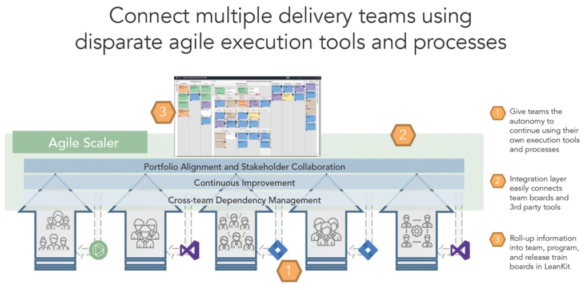 Connect multiple delivery teams using
disparate agile execution tools and processes
3
Agile Scaler
2
Portfolio Alignment and Stakeholder Collaboration
Continuous Improvement
Cross-team Dependency Management
1
1
Give teams the
autonomy to
continue using their
own execution tools
and processes
2
Integration layer
easily connects
team boards and
3rd party tools
3
Roll-up information
into team, program,
and release train
boards in LeanKit